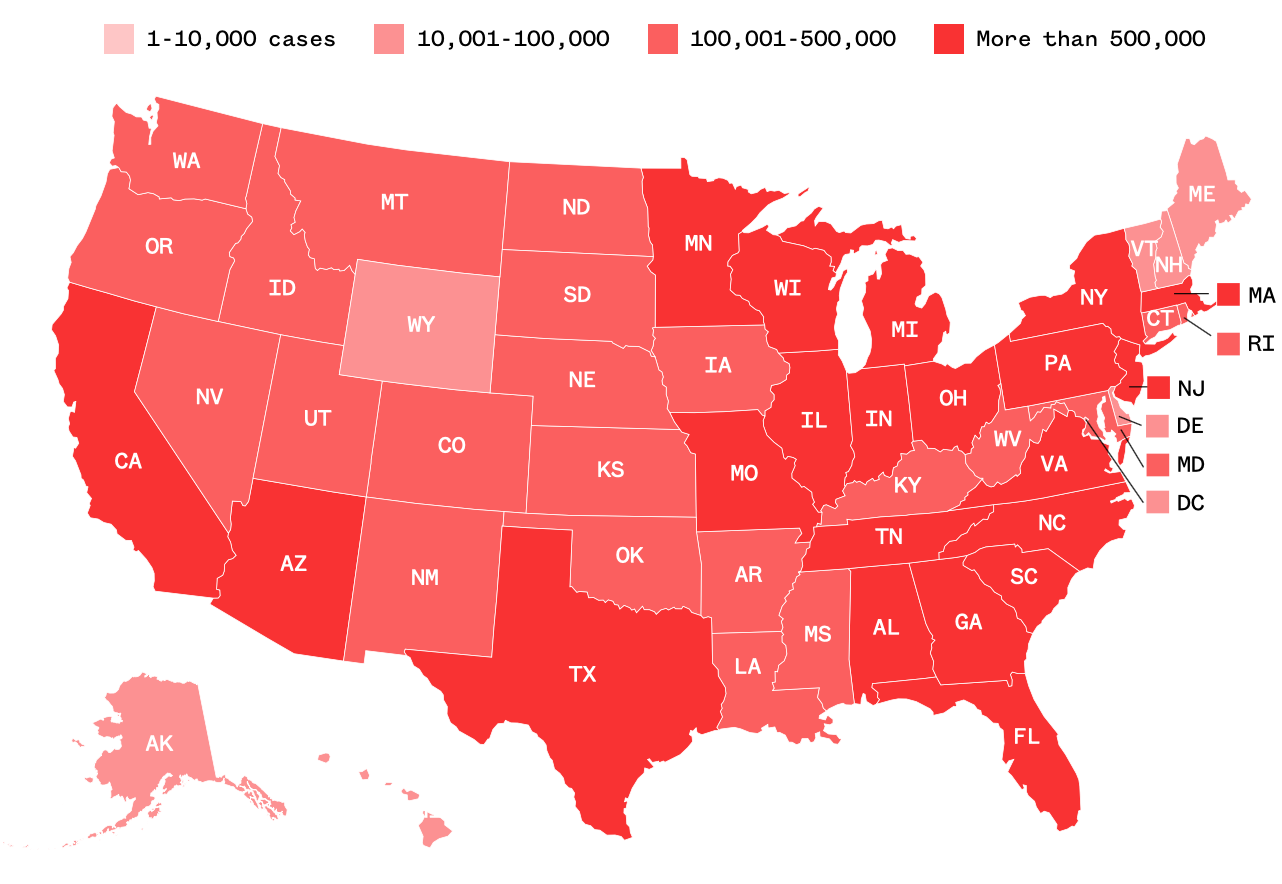 1-10,000 cases
10,001-100,000
100,001-500,000
More than 500,000
WA
MT
ND
MN
ME
OR
ID
SD
WI
VT
NH
WY
MI
NY
MA
CT
RI
NV
UT
NE
IA
PA
NJ
CO
IL
IN
OH
DE
CA
KS
MO
WV
VA
MD
KY
DC
AZ
NM
OK
AR
TN
NC
SC
TX
LA
MS
AL
GA
AK
FL